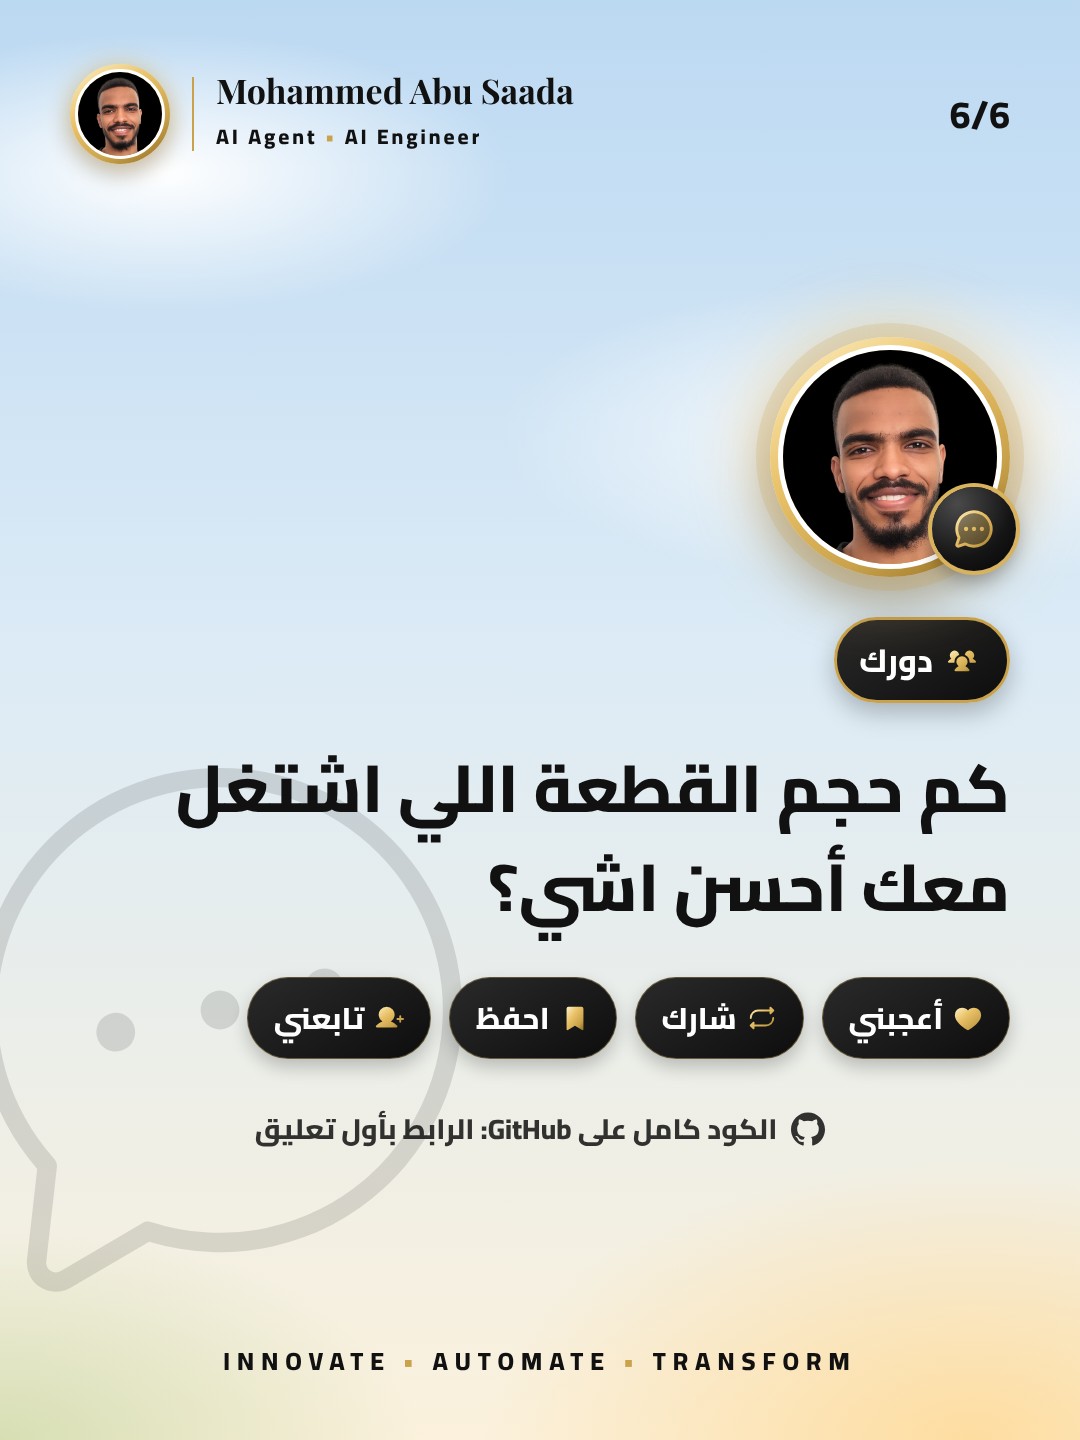 Mohammed Abu Saada
AI Agent ▪ AI Engineer
6/6
دورك
كم حجم القطعة اللي اشتغل
معك أحسن اشي؟
أعجبني
شارك
احفظ
تابعني
الكود كامل على GitHub: الرابط بأول تعليق
INNOVATE ▪ AUTOMATE ▪ TRANSFORM